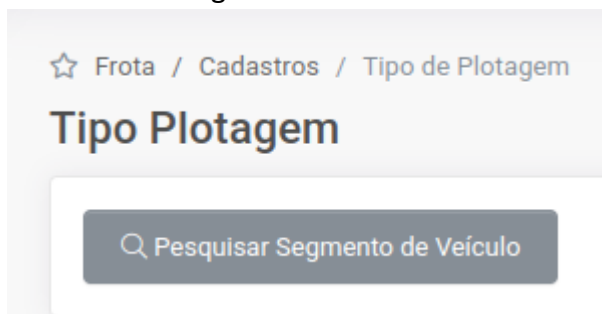 Frota / Cadastros / Tipo de Plotagem
Tipo Plotagem
Pesquisar Segmento de Veículo